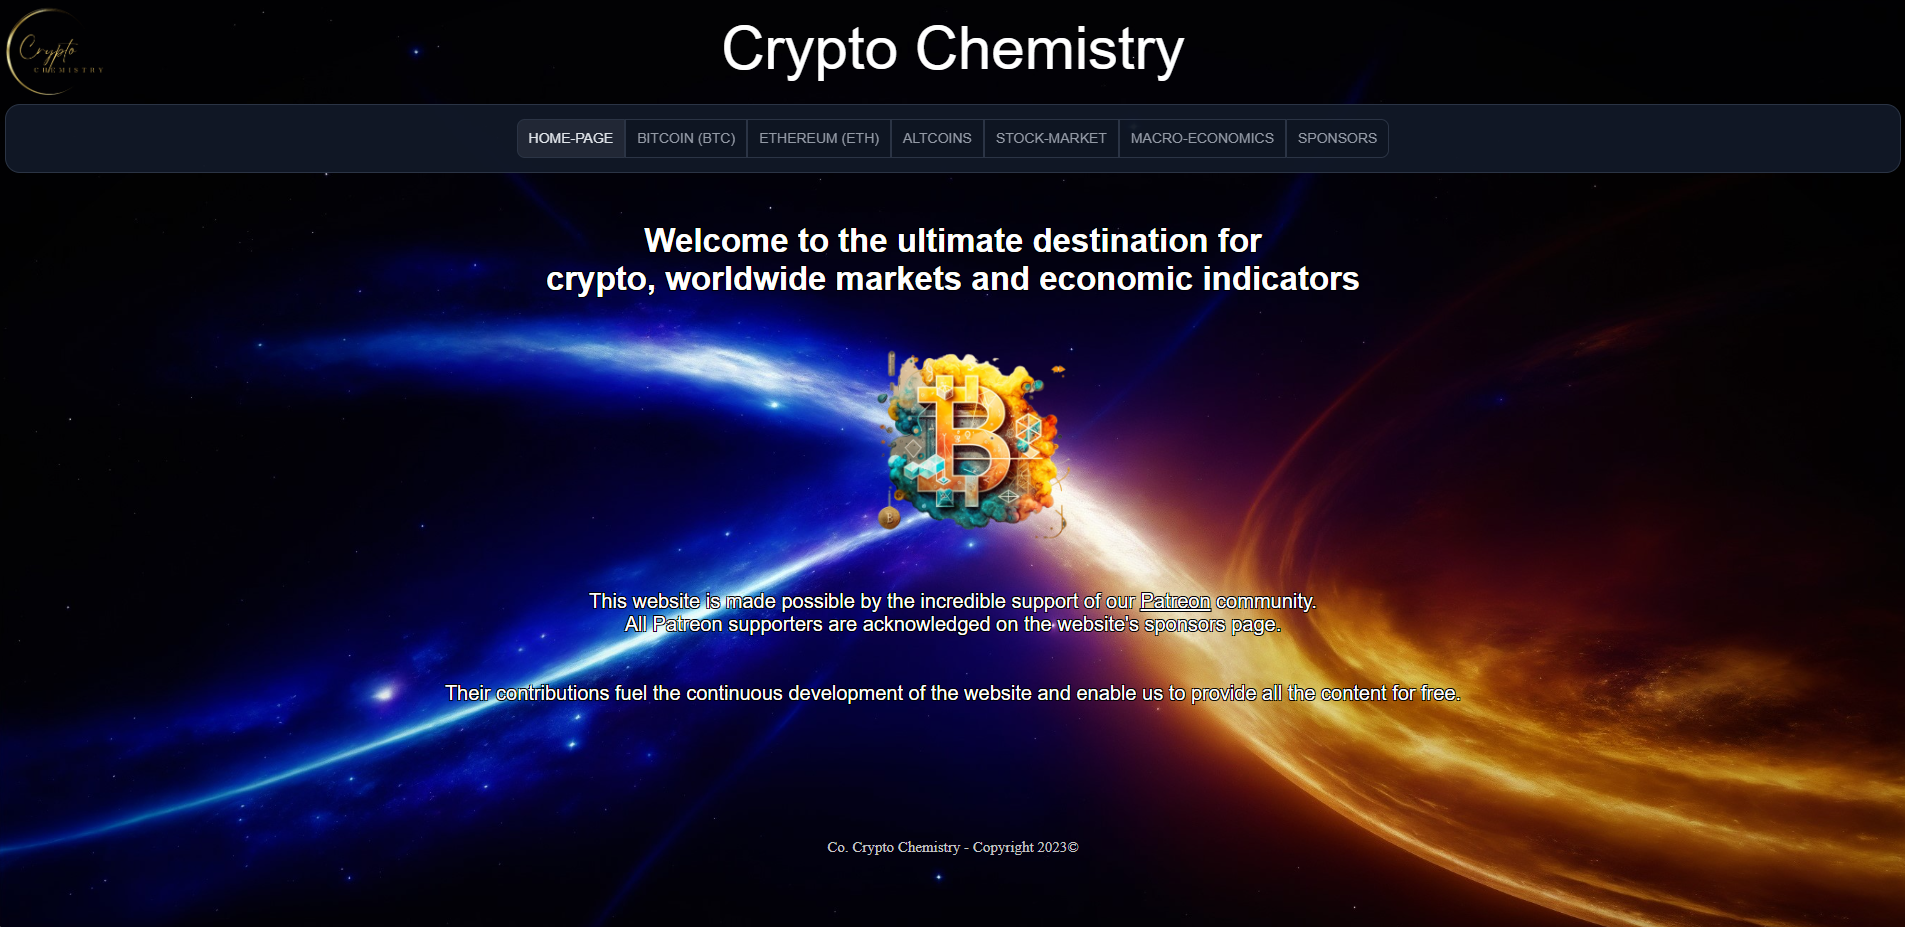 Crypto
CHEMISTRY
Crypto Chemistry
HOME-PAGE
BITCOIN (BTC)
ETHEREUM (ETH)
ALTCOINS
STOCK-MARKET
MACRO-ECONOMICS
SPONSORS
Welcome to the ultimate destination for
crypto, worldwide markets and economic indicators
This website is made possible by the incredible support of our Patreon community.
All Patreon supporters are acknowledged on the website's sponsors page.
Their contributions fuel the continuous development of the website and enable us to provide all the content for free.
Co. Crypto Chemistry - Copyright 2023©